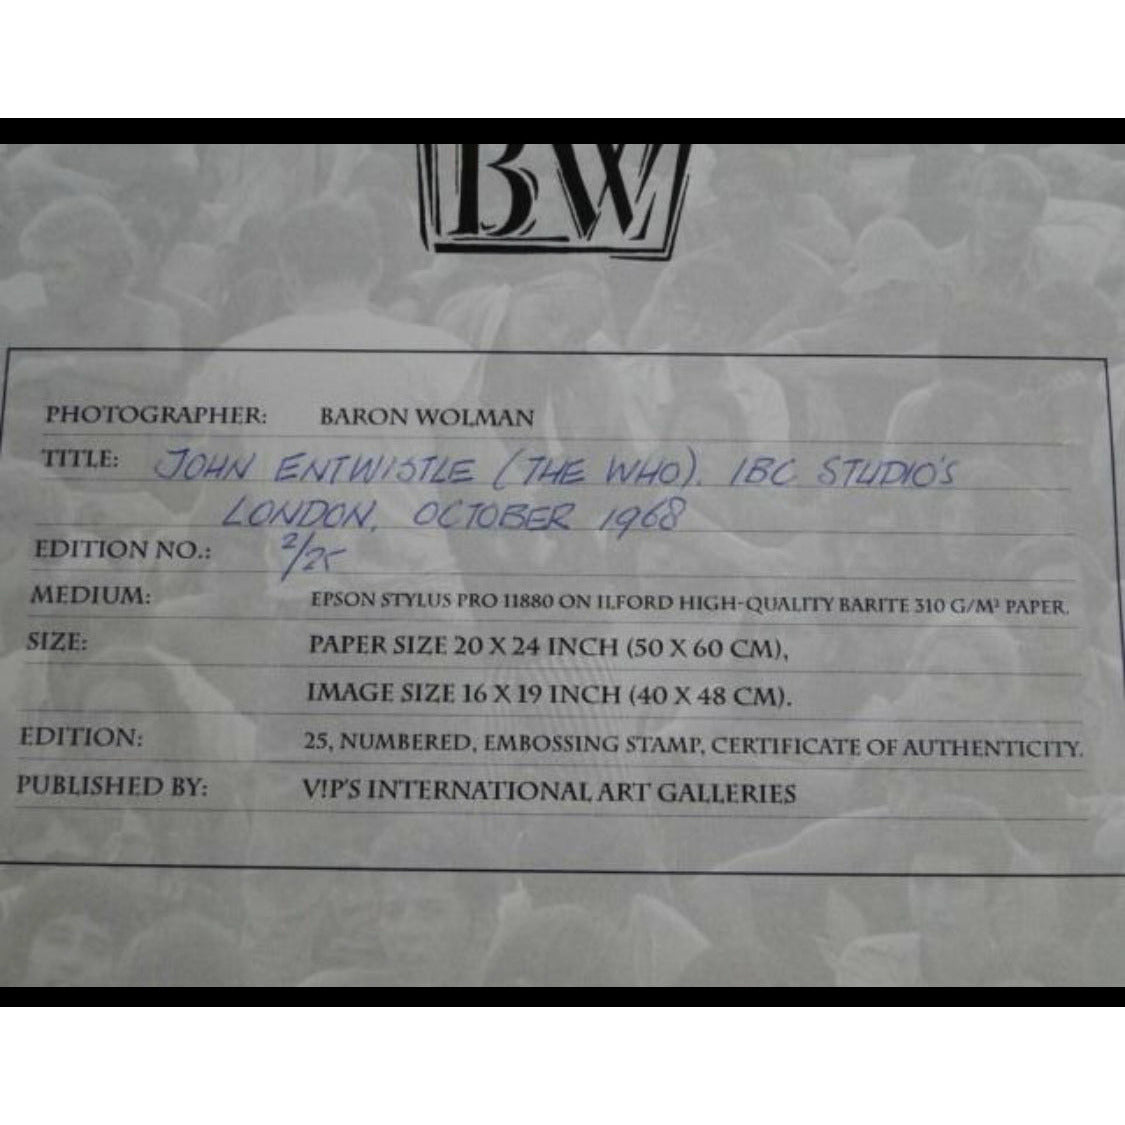 BW
PHOTOGRAPHER: BARON WOLMAN
TITLE: JOHN ENTWISTLE (THE WHO). IBC STUDIO'S
LONDON, OCTOBER 1968
EDITION NO.: 2/25
MEDIUM: EPSON STYLUS PRO 11880 ON ILFORD HIGH-QUALITY BARITE 310 G/M² PAPER.
SIZE: PAPER SIZE 20 X 24 INCH (50 X 60 CM),
IMAGE SIZE 16 X 19 INCH (40 X 48 CM).
EDITION: 25, NUMBERED, EMBOSSING STAMP, CERTIFICATE OF AUTHENTICITY.
PUBLISHED BY: V!P'S INTERNATIONAL ART GALLERIES